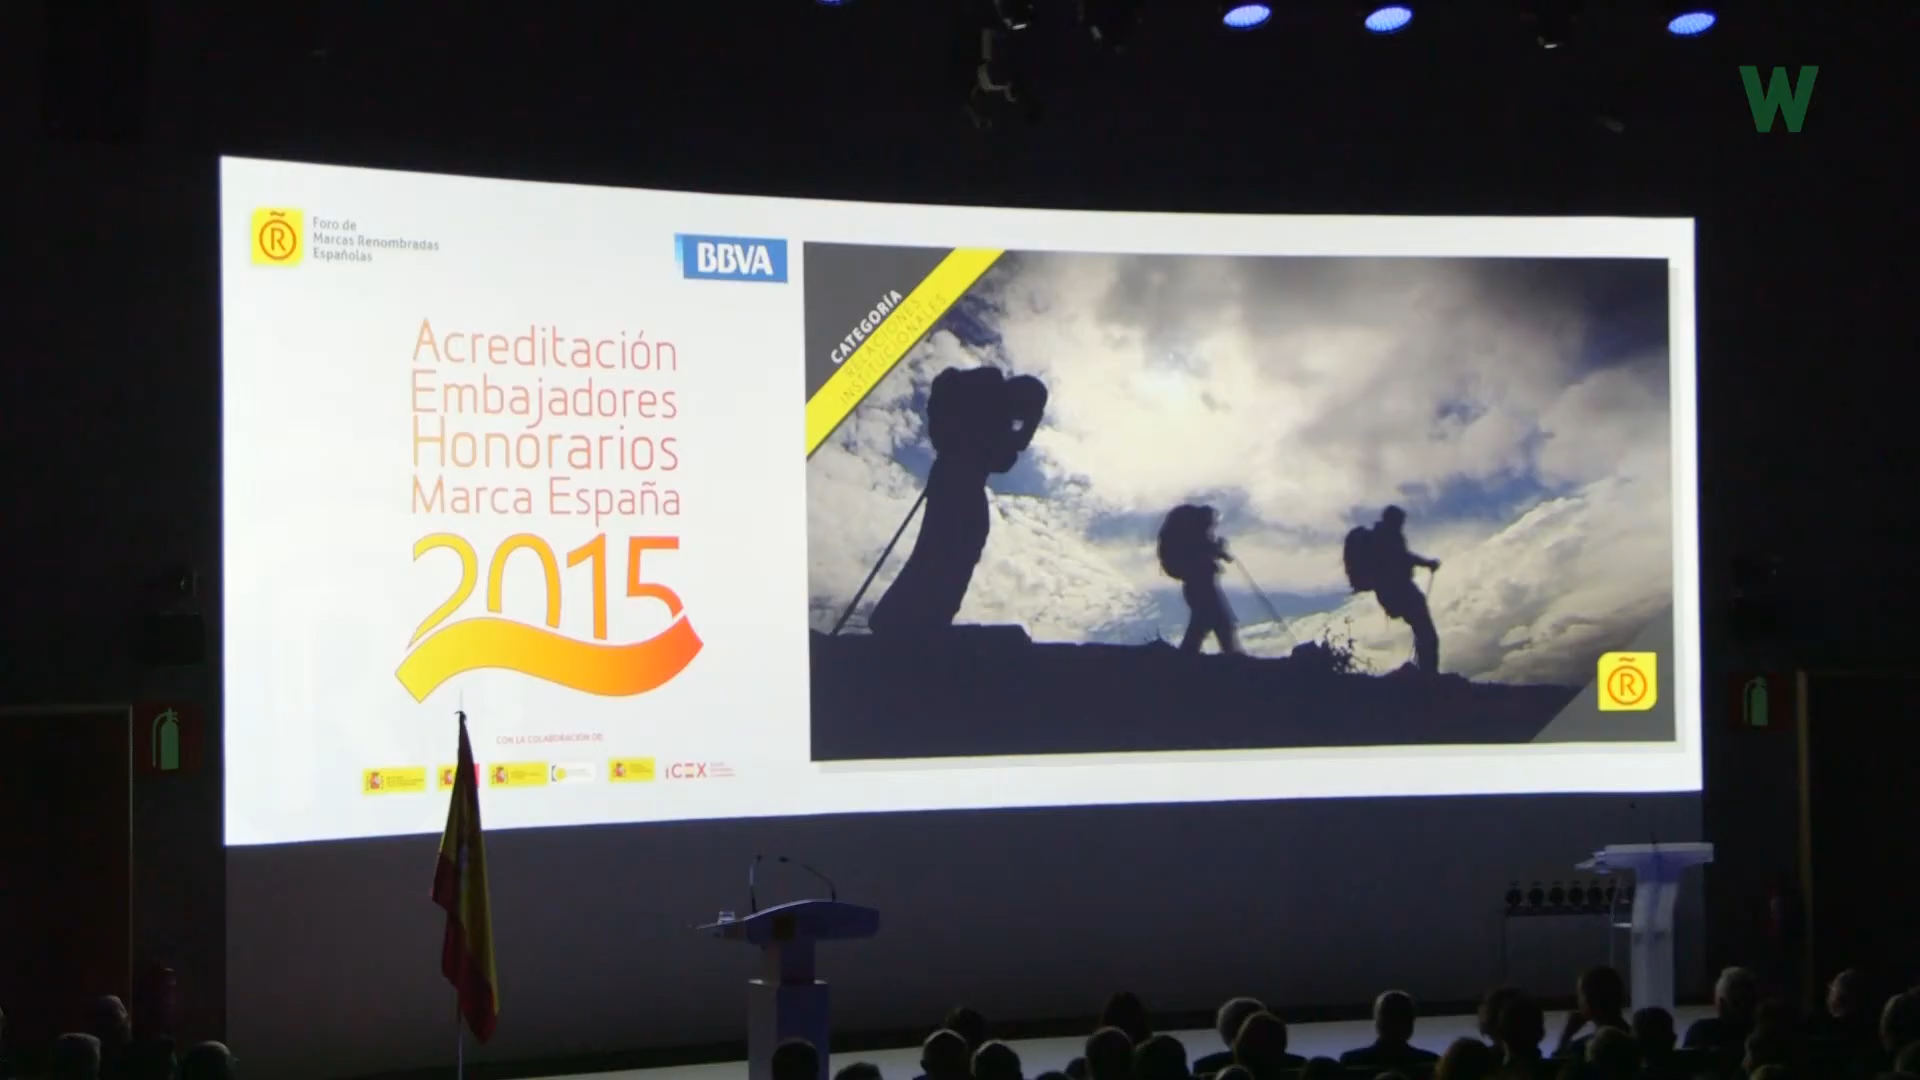 W
R
Foro de
Marcas Renombradas
Españolas
BBVA
Acreditación
Embajadores
Honorarios
Marca España
2015
CATEGORÍA
RELACIONES
INSTITUCIONALES
R
CON LA COLABORACIÓN DE:
ICEX